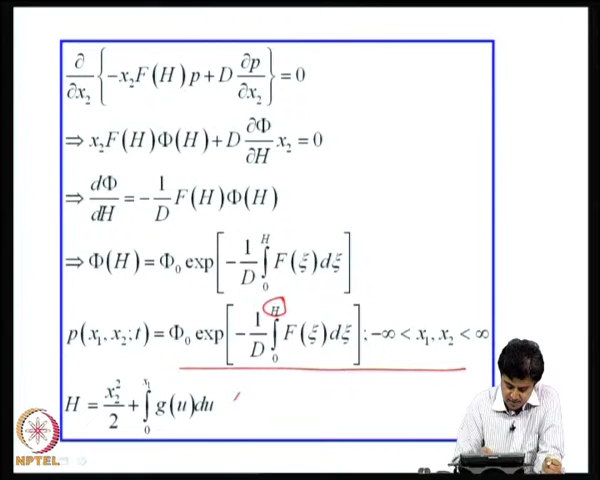 ∂/∂x₂ {-x₂F(H)p + D ∂p/∂x₂} = 0
⇒ x₂F(H)Φ(H) + D ∂Φ/∂H x₂ = 0
⇒ dΦ/dH = -1/D F(H)Φ(H)
⇒ Φ(H) = Φ₀ exp[-1/D ∫₀ᴴ F(ξ)dξ]
p(x₁, x₂; t) = Φ₀ exp[-1/D ∫₀ᴴ F(ξ)dξ]; -∞ < x₁, x₂ < ∞
H = x₂²/2 + ∫₀^{x₁} g(u)du
NPTEL